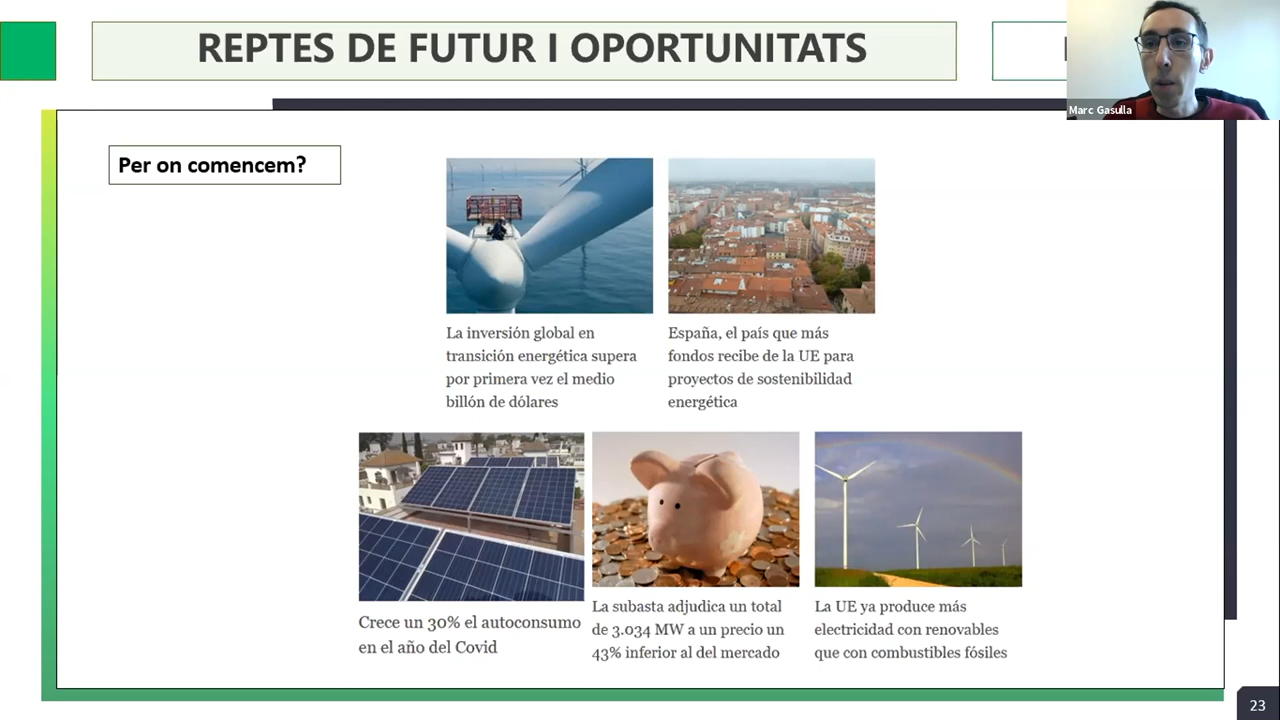 REPTES DE FUTUR I OPORTUNITATS
Marc Gasulla
Per on comencem?
La inversión global en
transición energética supera
por primera vez el medio
billón de dólares
España, el país que más
fondos recibe de la UE para
proyectos de sostenibilidad
energética
Crece un 30% el autoconsumo
en el año del Covid
La subasta adjudica un total
de 3.034 MW a un precio un
43% inferior al del mercado
La UE ya produce más
electricidad con renovables
que con combustibles fósiles
23